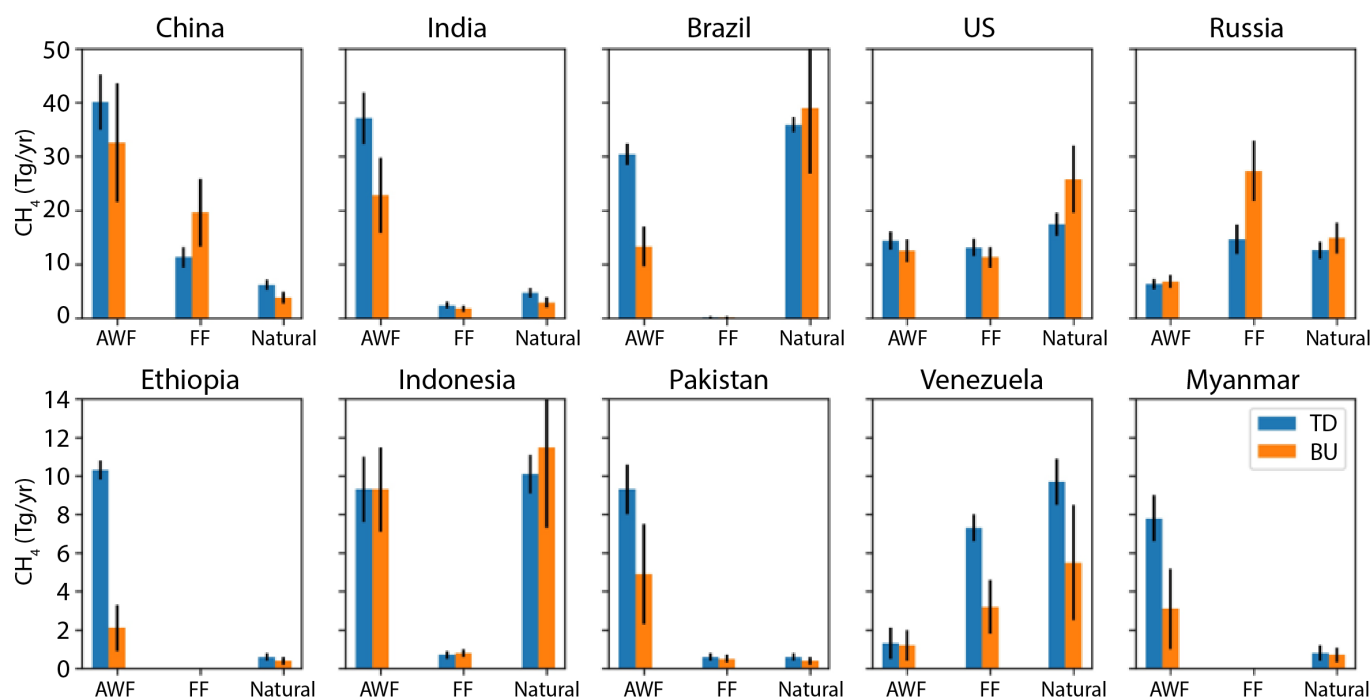 China India Brazil US Russia
CH₄ (Tg/yr)
50
40
30
20
10
0
AWF FF Natural AWF FF Natural AWF FF Natural AWF FF Natural AWF FF Natural
Ethiopia Indonesia Pakistan Venezuela Myanmar
CH₄ (Tg/yr)
14
12
10
8
6
4
2
0
TD
BU
AWF FF Natural AWF FF Natural AWF FF Natural AWF FF Natural AWF FF Natural